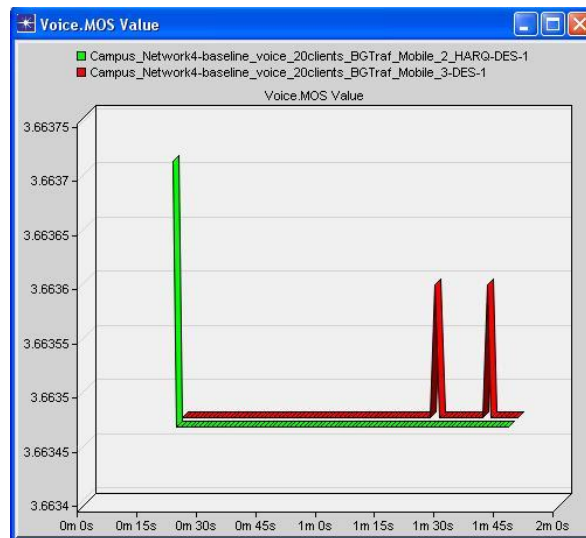 Voice.MOS Value
Campus_Network4-baseline_voice_20clients_BGTraf_Mobile_2_HARQ-DES-1
Campus_Network4-baseline_voice_20clients_BGTraf_Mobile_3-DES-1
Voice.MOS Value
3.66375
3.6637
3.66365
3.6636
3.66355
3.6635
3.66345
3.6634
0m 0s 0m 15s 0m 30s 0m 45s 1m 0s 1m 15s 1m 30s 1m 45s 2m 0s